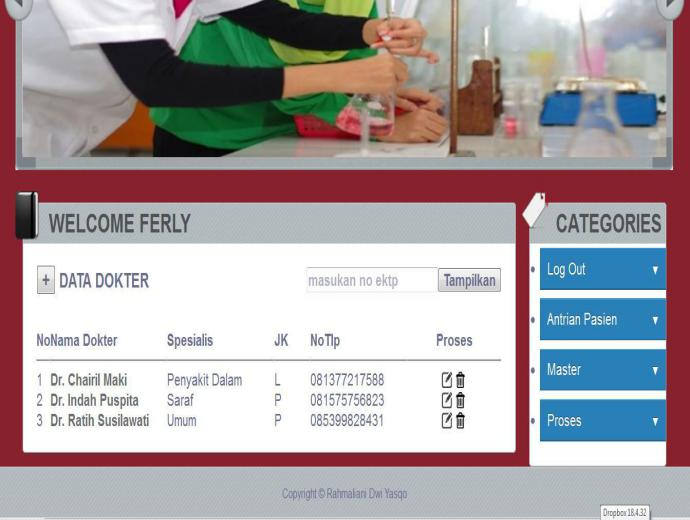 WELCOME FERLY
CATEGORIES
+ DATA DOKTER masukan no ektp Tampilkan
NoNama Dokter Spesialis JK NoTlp Proses
1 Dr. Chairil Maki Penyakit Dalam L 081377217588
2 Dr. Indah Puspita Saraf P 081575756823
3 Dr. Ratih Susilawati Umum P 085399828431
Log Out
Antrian Pasien
Master
Proses
Copyright © Rahmaliani Dwi Yasqo
Dropbox 18.4.32